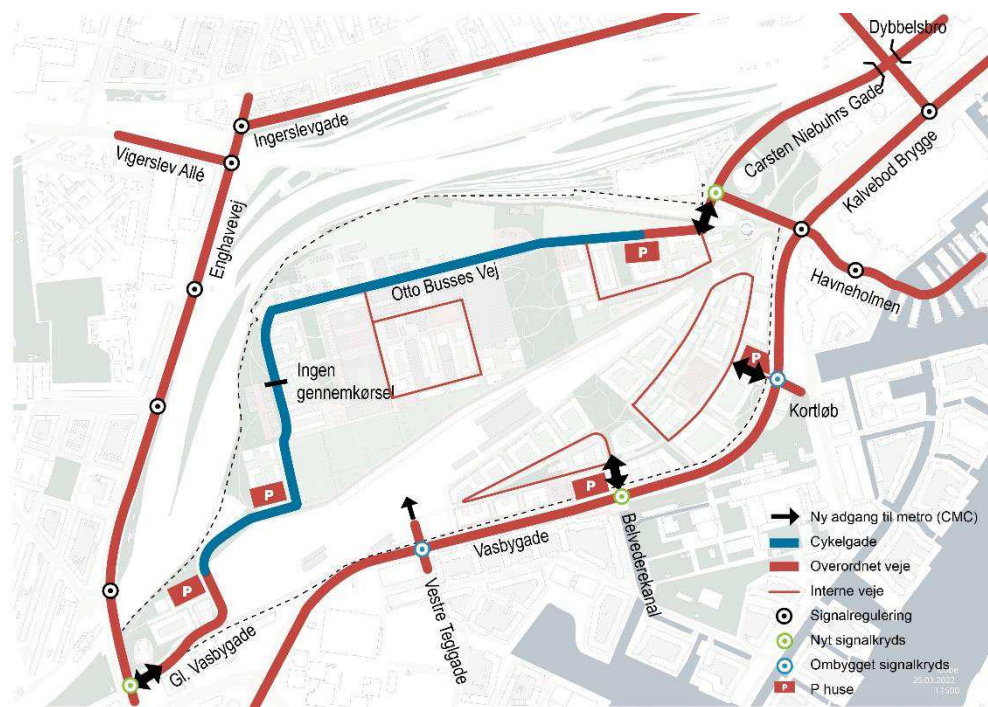 Dybbelsbro
Carsten Niebuhrs Gade
Ingerslevgade
Vigerslev Allé
Kalvebod Brygge
Enghavevej
P
Havneholmen
Otto Busses Vej
Ingen
gennemkørsel
P
Kortløb
P
P
Vasbygade
Belvederekanal
Vestre Teglgade
P
Gl. Vasbygade
Ny adgang til metro (CMC)
Cykelgade
Overordnet veje
Interne veje
Signalregulering
Nyt signalkryds
Ombygget signalkryds
25.03.2022
1:1500
P P huse